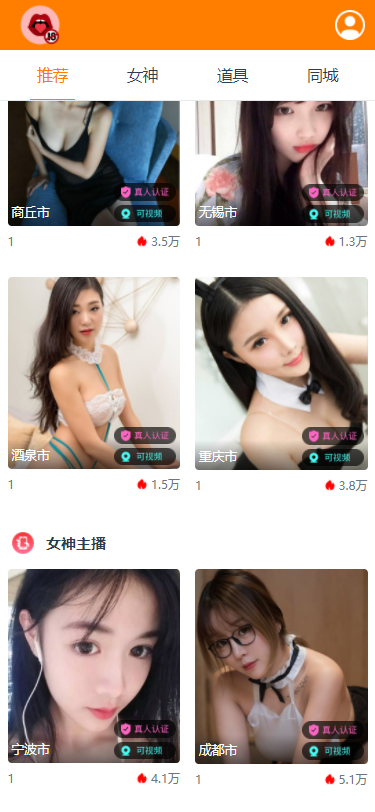 18
推荐 女神 道具 同城
真人认证 真人认证
商丘市 可视频 无锡市 可视频
1 3.5万 1 1.3万
真人认证 真人认证
酒泉市 可视频 重庆市 可视频
1 1.5万 1 3.8万
女神主播
真人认证 真人认证
宁波市 可视频 成都市 可视频
1 4.1万 1 5.1万